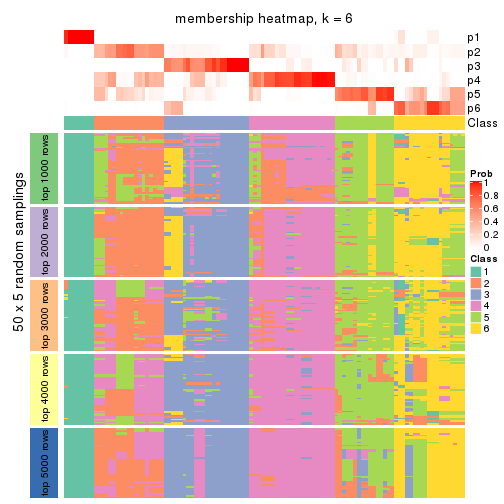 membership heatmap, k = 6
p1
p2
p3
p4
p5
p6
Class
50 x 5 random samplings
top 1000 rows
top 2000 rows
top 3000 rows
top 4000 rows
top 5000 rows
Prob
1
0.8
0.6
0.4
0.2
0
Class
1
2
3
4
5
6